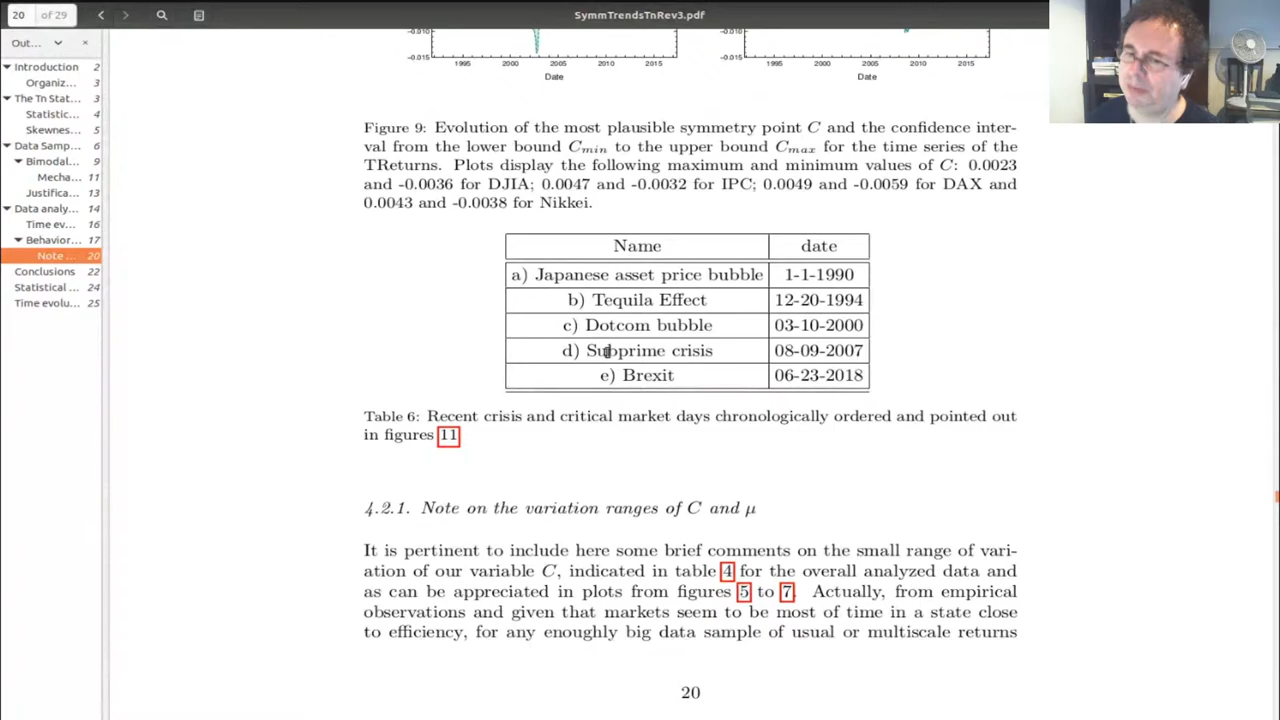 20 of 29
SymmTrendsTnRev3.pdf
Out...
Introduction 2
Organiz... 3
The Tn Stat... 3
Statistic... 4
Skewnes... 5
Data Samp... 6
Bimodal... 9
Mecha... 11
Justifica... 13
Data analy... 14
Time ev... 16
Behavior... 17
Note ... 20
Conclusions 22
Statistical ... 24
Time evolu... 25
−0.010
−0.015
1995 2000 2005 2010 2015
Date
−0.010
−0.015
1995 2000 2005 2010 2015
Date
Figure 9: Evolution of the most plausible symmetry point C and the confidence inter-
val from the lower bound Cmin to the upper bound Cmax for the time series of the
TReturns. Plots display the following maximum and minimum values of C: 0.0023
and -0.0036 for DJIA; 0.0047 and -0.0032 for IPC; 0.0049 and -0.0059 for DAX and
0.0043 and -0.0038 for Nikkei.
Name date
a) Japanese asset price bubble 1-1-1990
b) Tequila Effect 12-20-1994
c) Dotcom bubble 03-10-2000
d) Subprime crisis 08-09-2007
e) Brexit 06-23-2018
Table 6: Recent crisis and critical market days chronologically ordered and pointed out
in figures 11
4.2.1. Note on the variation ranges of C and μ
It is pertinent to include here some brief comments on the small range of vari-
ation of our variable C, indicated in table 4 for the overall analyzed data and
as can be appreciated in plots from figures 5 to 7. Actually, from empirical
observations and given that markets seem to be most of time in a state close
to efficiency, for any enoughly big data sample of usual or multiscale returns
20